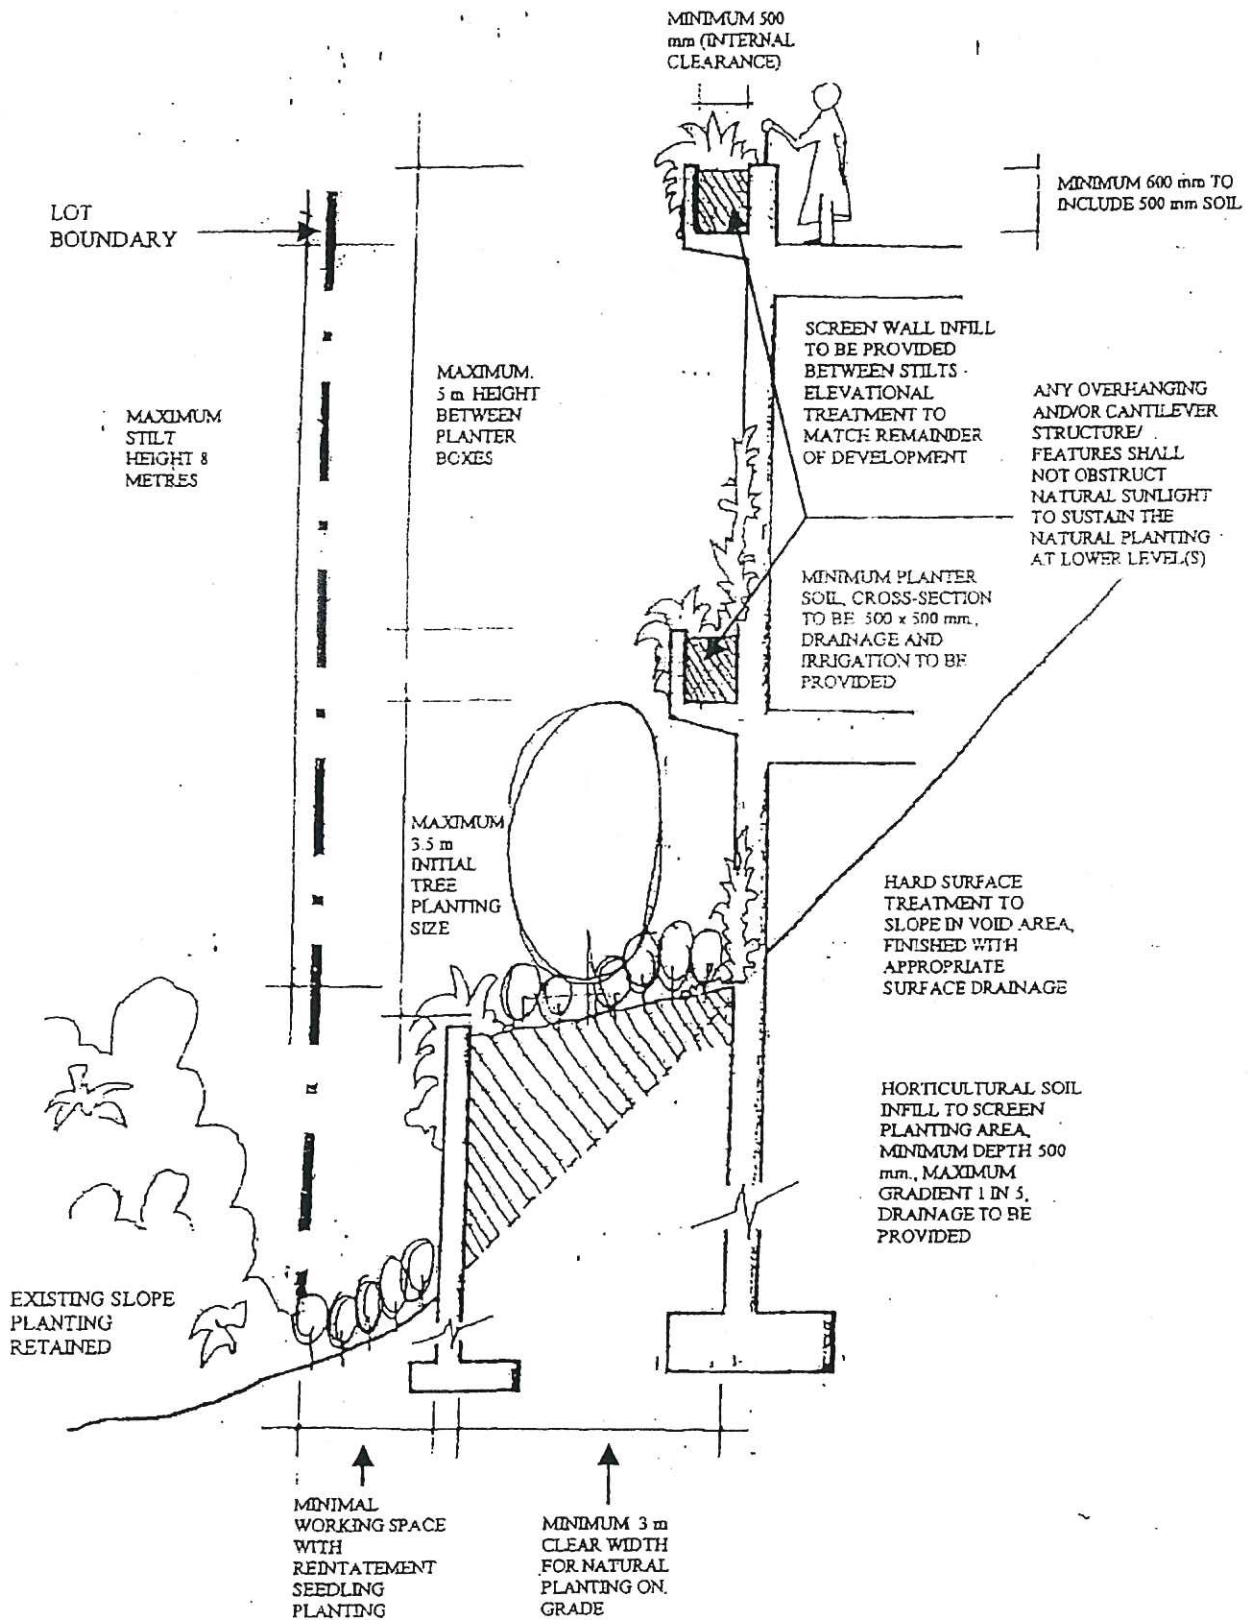 MINIMUM 500
mm (INTERNAL
CLEARANCE)
MINIMUM 600 mm TO
INCLUDE 500 mm SOIL
LOT
BOUNDARY
SCREEN WALL INFILL
TO BE PROVIDED
BETWEEN STILTS
ELEVATIONAL
TREATMENT TO
MATCH REMAINDER
OF DEVELOPMENT
MAXIMUM.
5 m HEIGHT
BETWEEN
PLANTER
BOXES
ANY OVERHANGING
AND/OR CANTILEVER
STRUCTURE/
FEATURES SHALL
NOT OBSTRUCT
NATURAL SUNLIGHT
TO SUSTAIN THE
NATURAL PLANTING
AT LOWER LEVEL(S)
MAXIMUM
STILT
HEIGHT 8
METRES
MINIMUM PLANTER
SOIL, CROSS-SECTION
TO BE 500 x 500 mm.,
DRAINAGE AND
IRRIGATION TO BE
PROVIDED
MAXIMUM
3.5 m
INITIAL
TREE
PLANTING
SIZE
HARD SURFACE
TREATMENT TO
SLOPE IN VOID AREA,
FINISHED WITH
APPROPRIATE
SURFACE DRAINAGE
HORTICULTURAL SOIL
INFILL TO SCREEN
PLANTING AREA,
MINIMUM DEPTH 500
mm., MAXIMUM
GRADIENT 1 IN 5,
DRAINAGE TO BE
PROVIDED
EXISTING SLOPE
PLANTING
RETAINED
MINIMAL
WORKING SPACE
WITH
REINTATEMENT
SEEDLING
PLANTING
MINIMUM 3 m
CLEAR WIDTH
FOR NATURAL
PLANTING ON.
GRADE